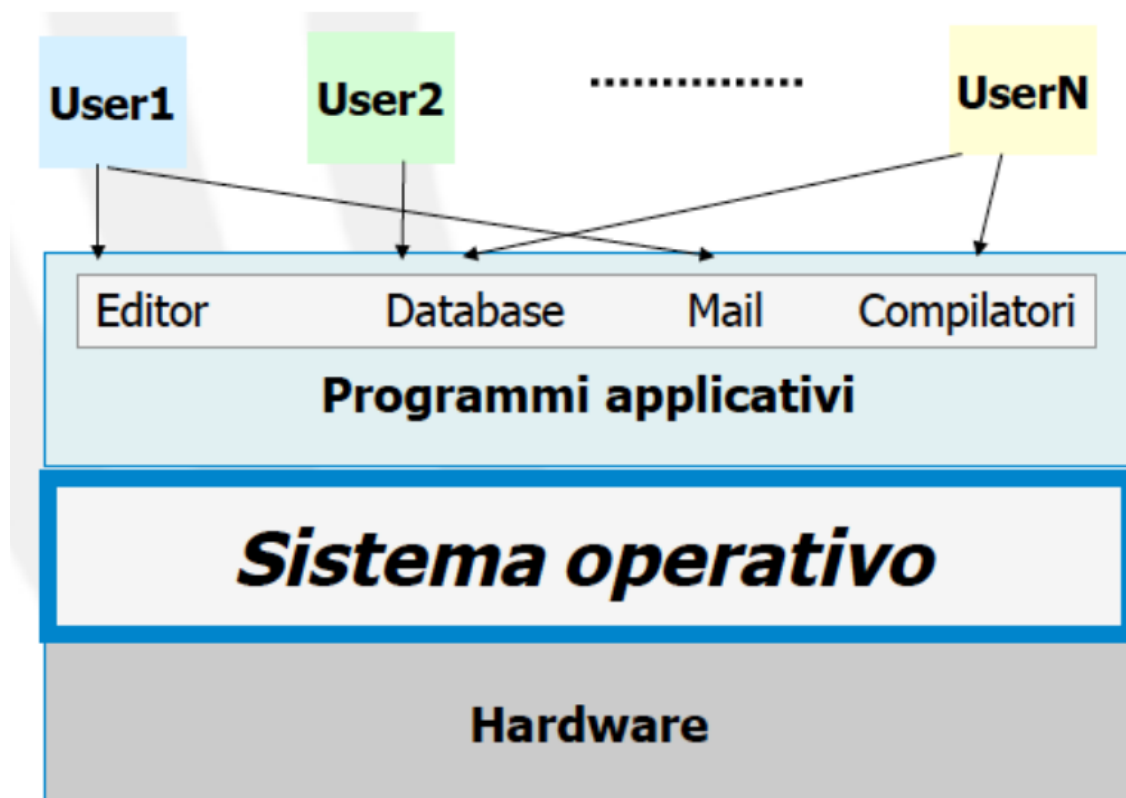 User1 User2 ..................... UserN
Editor Database Mail Compilatori
Programmi applicativi
Sistema operativo
Hardware